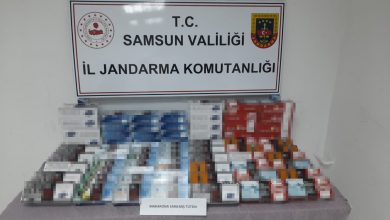 T.C.
SAMSUN VALİLİĞİ
İL JANDARMA KOMUTANLIĞI